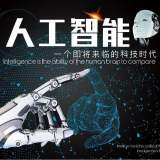 人工智能
一个即将来临的科技时代
Intelligence is the ability of the human brain to compare